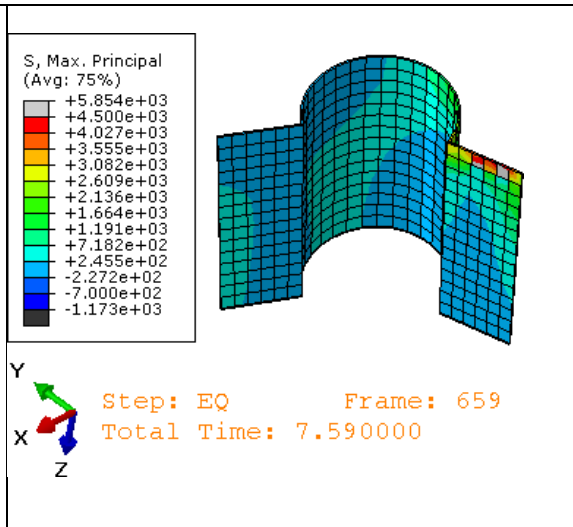 S, Max. Principal
(Avg: 75%)
+5.854e+03
+4.500e+03
+4.027e+03
+3.555e+03
+3.082e+03
+2.609e+03
+2.136e+03
+1.664e+03
+1.191e+03
+7.182e+02
+2.455e+02
-2.272e+02
-7.000e+02
-1.173e+03
Y
X
Z
Step: EQ Frame: 659
Total Time: 7.590000